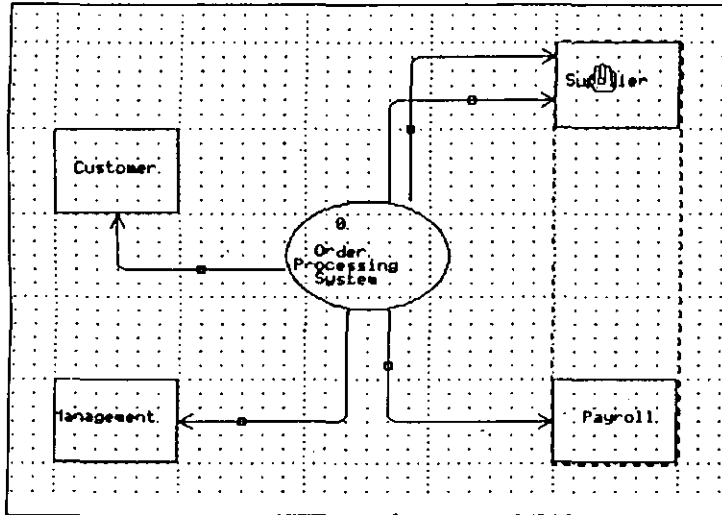 Customer
0.
Order
Processing
System
Management
Payroll